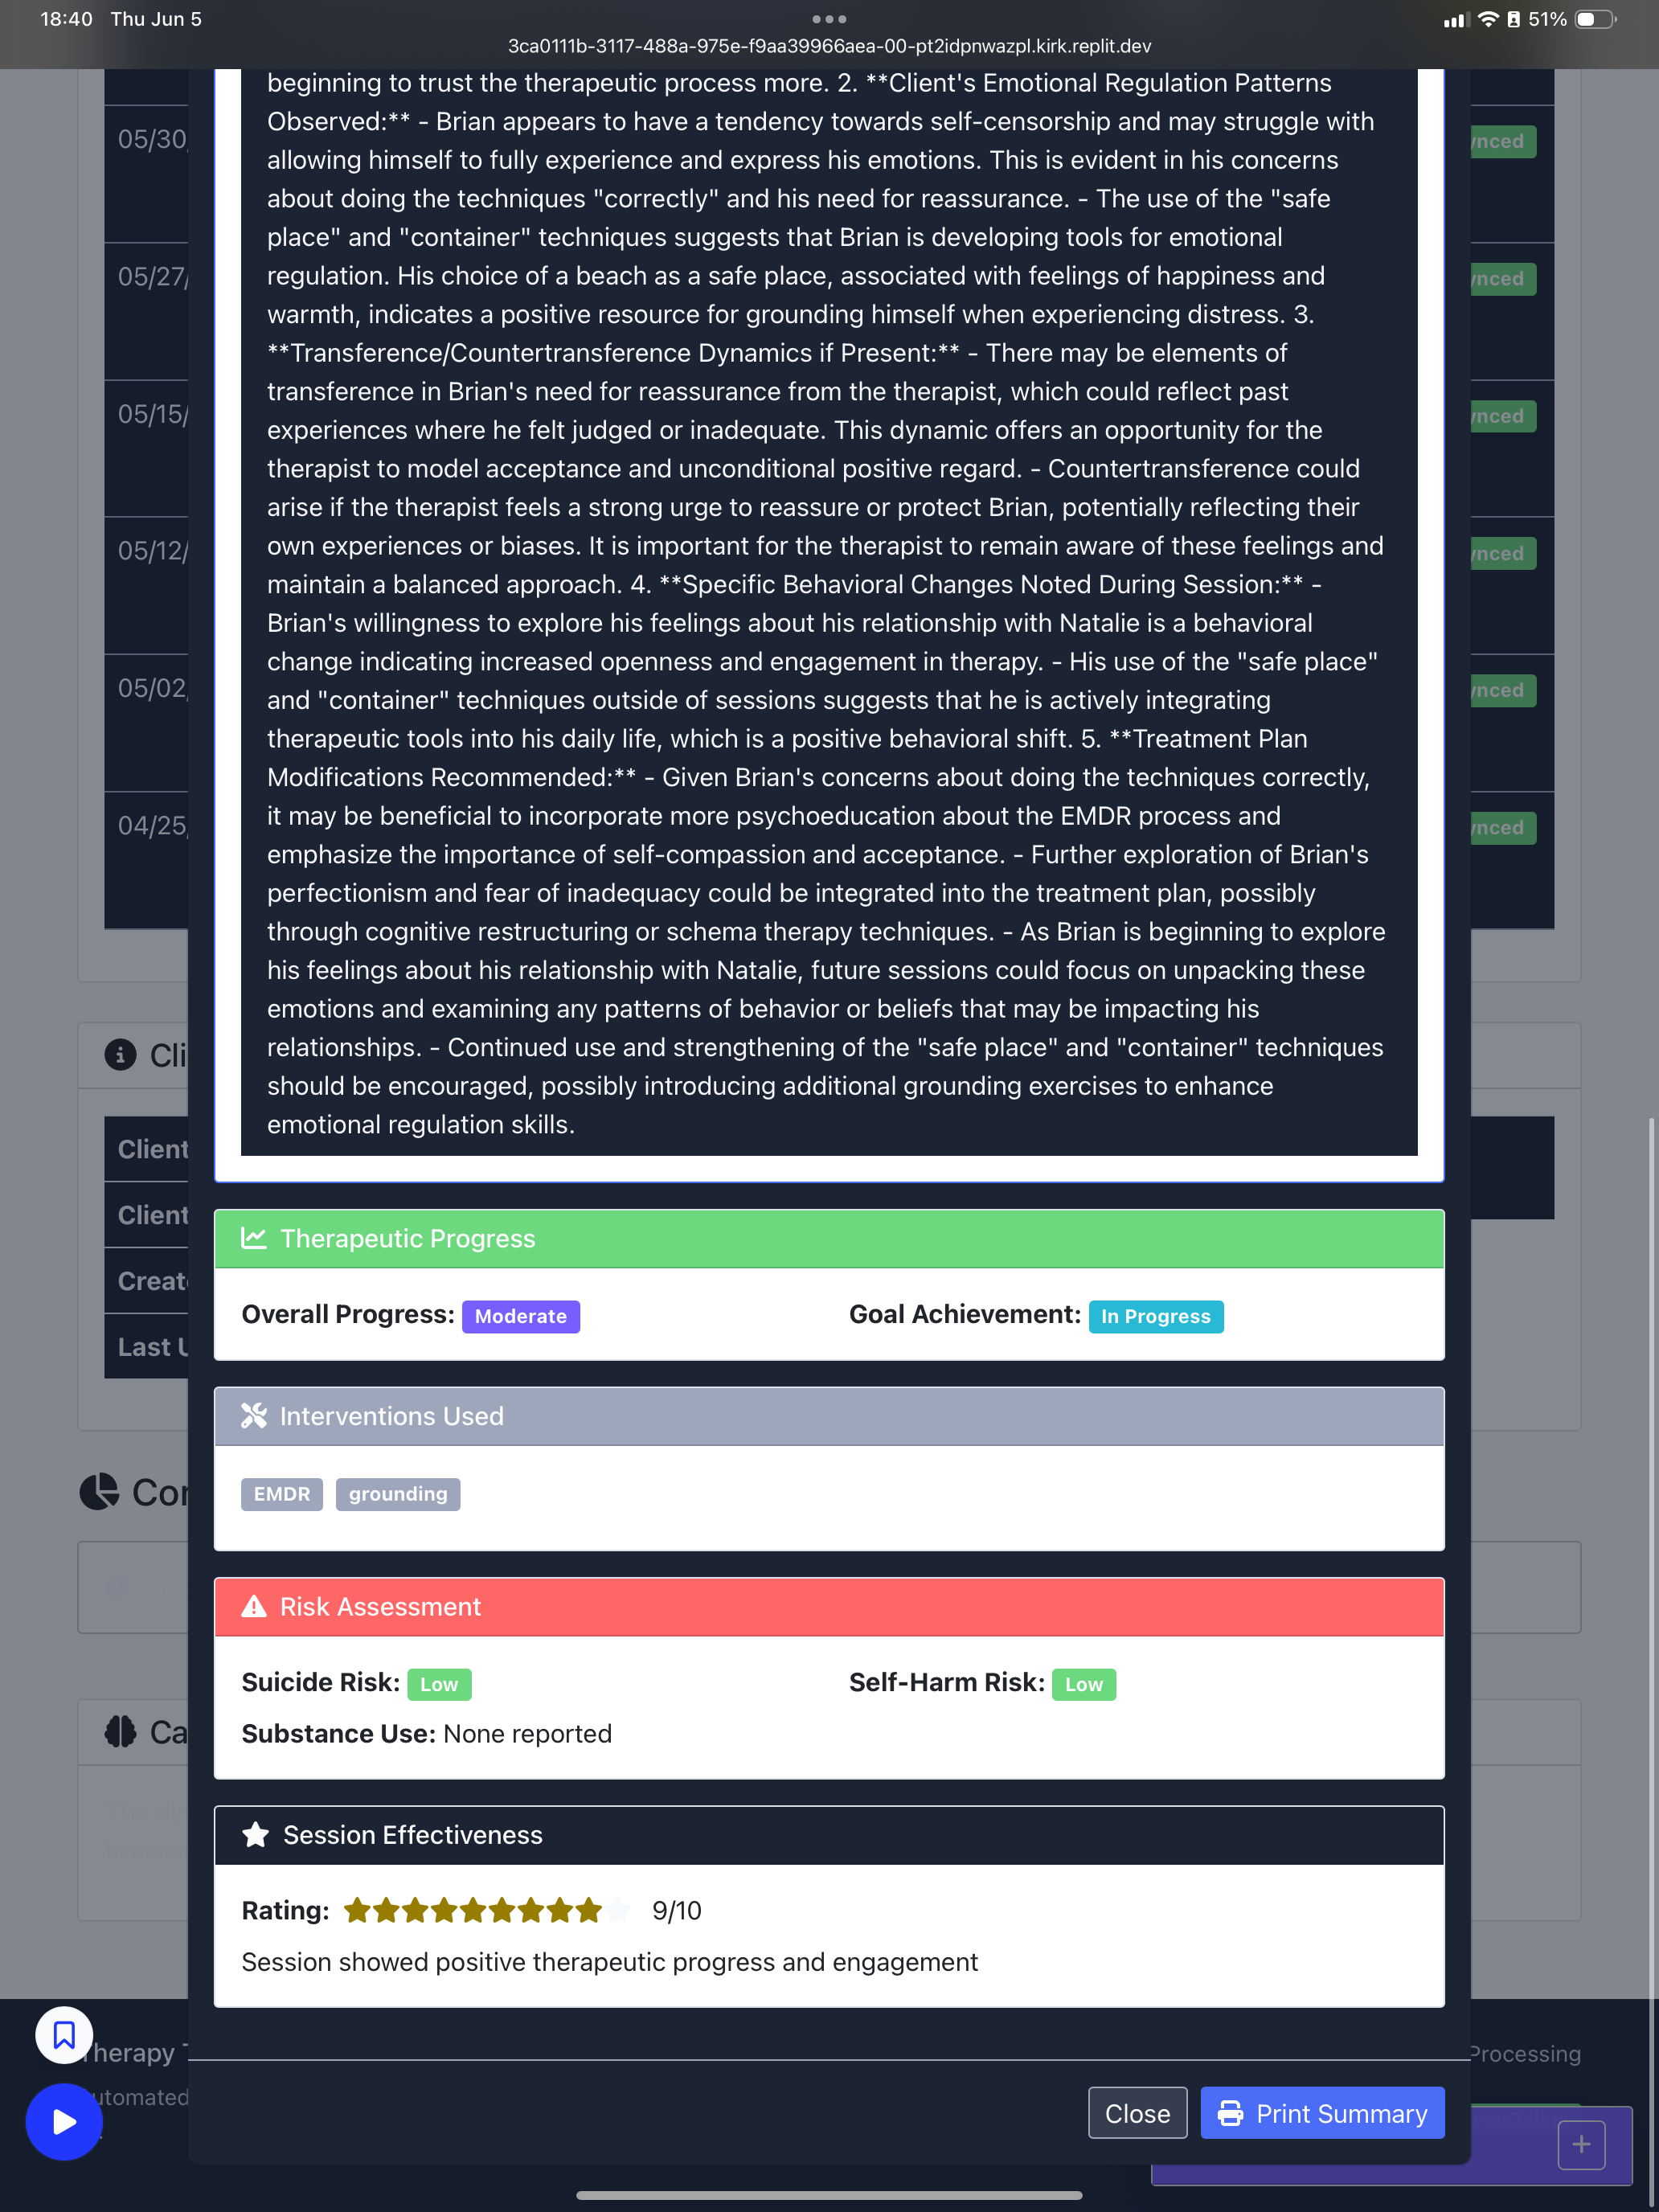 18:40 Thu Jun 5
51%
3ca0111b-3117-488a-975e-f9aa39966aea-00-pt2idpnwazpl.kirk.replit.dev
beginning to trust the therapeutic process more. 2. **Client's Emotional Regulation Patterns
Observed:** - Brian appears to have a tendency towards self-censorship and may struggle with
allowing himself to fully experience and express his emotions. This is evident in his concerns
about doing the techniques "correctly" and his need for reassurance. - The use of the "safe
place" and "container" techniques suggests that Brian is developing tools for emotional
regulation. His choice of a beach as a safe place, associated with feelings of happiness and
warmth, indicates a positive resource for grounding himself when experiencing distress. 3.
**Transference/Countertransference Dynamics if Present:** - There may be elements of
transference in Brian's need for reassurance from the therapist, which could reflect past
experiences where he felt judged or inadequate. This dynamic offers an opportunity for the
therapist to model acceptance and unconditional positive regard. - Countertransference could
arise if the therapist feels a strong urge to reassure or protect Brian, potentially reflecting their
own experiences or biases. It is important for the therapist to remain aware of these feelings and
maintain a balanced approach. 4. **Specific Behavioral Changes Noted During Session:** -
Brian's willingness to explore his feelings about his relationship with Natalie is a behavioral
change indicating increased openness and engagement in therapy. - His use of the "safe place"
and "container" techniques outside of sessions suggests that he is actively integrating
therapeutic tools into his daily life, which is a positive behavioral shift. 5. **Treatment Plan
Modifications Recommended:** - Given Brian's concerns about doing the techniques correctly,
it may be beneficial to incorporate more psychoeducation about the EMDR process and
emphasize the importance of self-compassion and acceptance. - Further exploration of Brian's
perfectionism and fear of inadequacy could be integrated into the treatment plan, possibly
through cognitive restructuring or schema therapy techniques. - As Brian is beginning to explore
his feelings about his relationship with Natalie, future sessions could focus on unpacking these
emotions and examining any patterns of behavior or beliefs that may be impacting his
relationships. - Continued use and strengthening of the "safe place" and "container" techniques
should be encouraged, possibly introducing additional grounding exercises to enhance
emotional regulation skills.
Therapeutic Progress
Overall Progress: Moderate
Goal Achievement: In Progress
Interventions Used
EMDR grounding
Risk Assessment
Suicide Risk: Low
Self-Harm Risk: Low
Substance Use: None reported
Session Effectiveness
Rating: 9/10
Session showed positive therapeutic progress and engagement
Close
Print Summary
05/30/
05/27/
05/15/
05/12/
05/02/
04/25/
ynced
ynced
ynced
ynced
ynced
ynced
Cli
Client
Client
Creat
Last U
Con
Ca
Therapy T
Processing
utomated